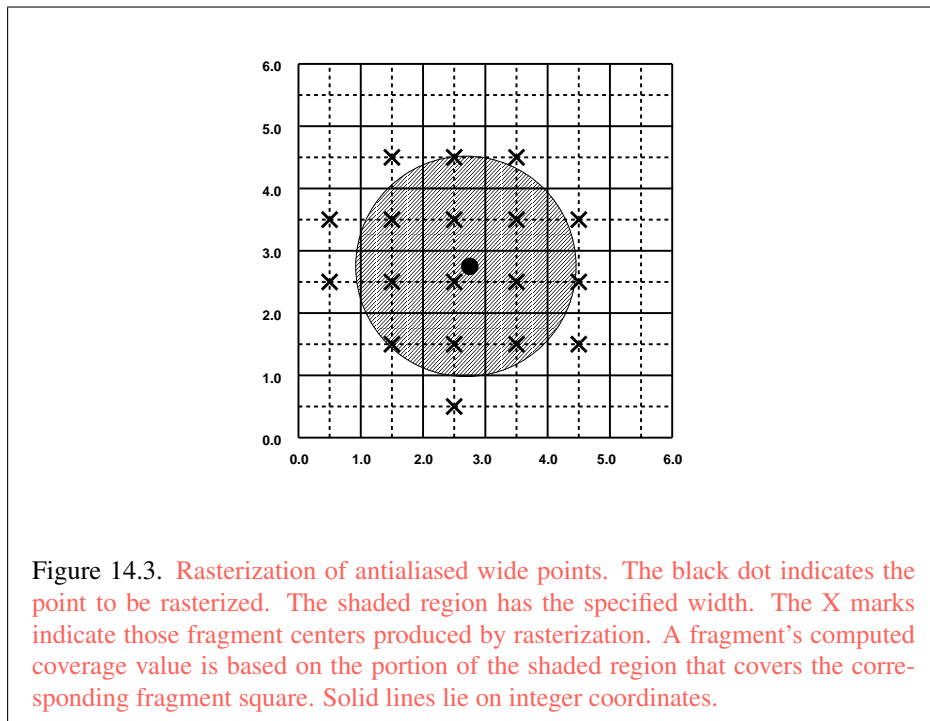 6.0
5.0
4.0
3.0
2.0
1.0
0.0
0.0 1.0 2.0 3.0 4.0 5.0 6.0
Figure 14.3. Rasterization of antialiased wide points. The black dot indicates the
point to be rasterized. The shaded region has the specified width. The X marks
indicate those fragment centers produced by rasterization. A fragment's computed
coverage value is based on the portion of the shaded region that covers the corre-
sponding fragment square. Solid lines lie on integer coordinates.